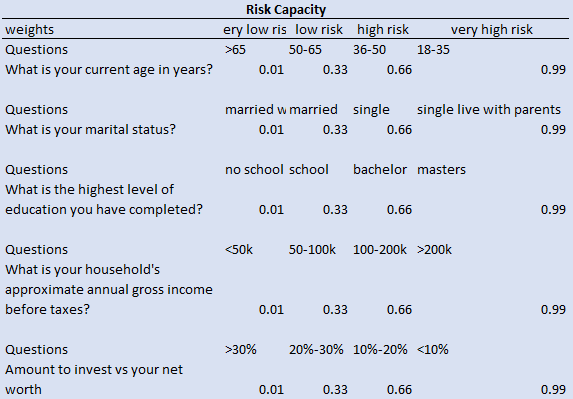 Risk Capacity
weights ery low ris low risk high risk very high risk
Questions >65 50-65 36-50 18-35
What is your current age in years? 0.01 0.33 0.66 0.99
Questions married w married single single live with parents
What is your marital status? 0.01 0.33 0.66 0.99
Questions no school school bachelor masters
What is the highest level of
education you have completed? 0.01 0.33 0.66 0.99
Questions <50k 50-100k 100-200k >200k
What is your household's
approximate annual gross income
before taxes? 0.01 0.33 0.66 0.99
Questions >30% 20%-30% 10%-20% <10%
Amount to invest vs your net
worth 0.01 0.33 0.66 0.99